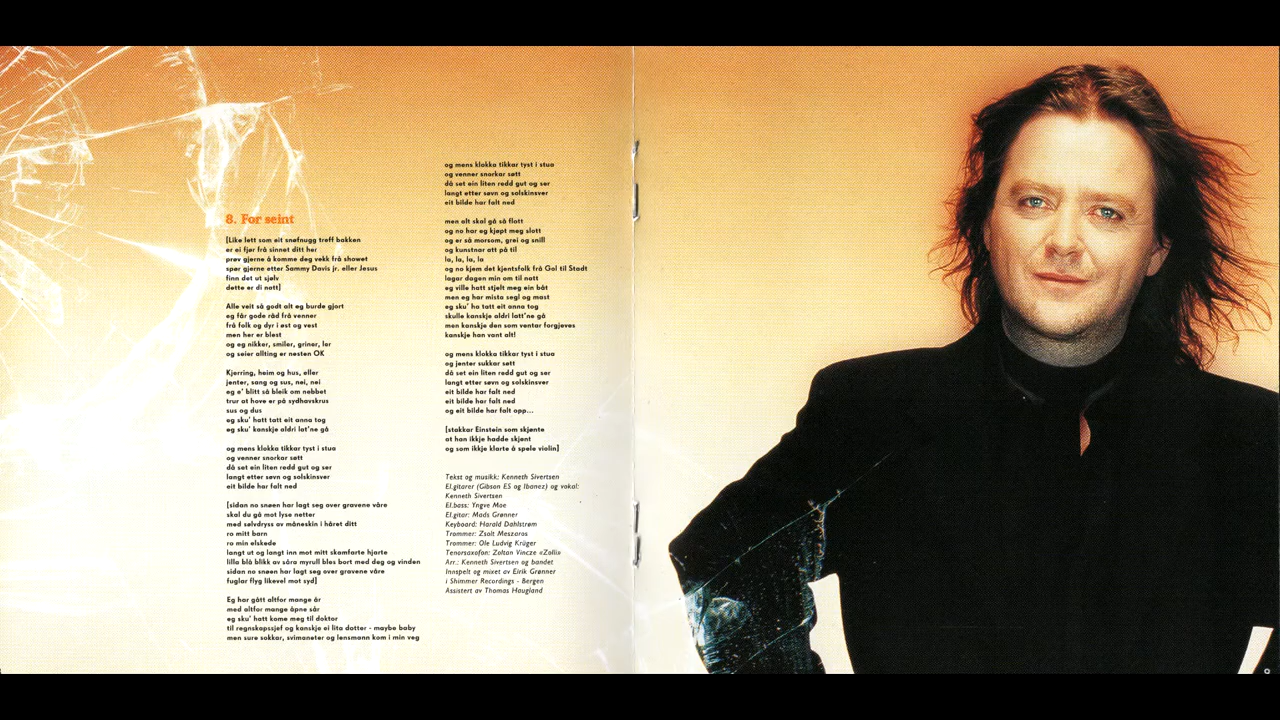 8. For seint
[Like lett som eit snøfnugg treff bakken
er ei fjør frå sinnet ditt her
prøv gjerne å komme deg vekk frå showet
spør gjerne etter Sammy Davis jr. eller Jesus
finn det ut sjølv
dette er di natt]
Alle veit så godt alt eg burde gjort
eg får gode råd frå venner
frå folk og dyr i øst og vest
men her er blest
og eg nikker, smiler, griner, ler
og seier allting er nesten OK
Kjerring, heim og hus, eller
jenter, sang og sus, nei, nei
eg e' blitt så bleik om nebbet
trur at hove er på sydhavskrus
sus og dus
eg sku' hatt tatt eit anna tog
eg sku' kanskje aldri lat'ne gå
og mens klokka tikkar tyst i stua
og venner snorkar søtt
då set ein liten redd gut og ser
langt etter søvn og solskinsver
eit bilde har falt ned
[sidan no snøen har lagt seg over gravene våre
skal du gå mot lyse netter
med sølvdryss av måneskin i håret ditt
ro mitt barn
ro min elskede
langt ut og langt inn mot mitt skamfarte hjarte
lilla blå blikk av såra myrull bles bort med deg og vinden
sidan no snøen har lagt seg over gravene våre
fuglar flyg likevel mot syd]
Eg har gått altfor mange år
med altfor mange åpne sår
eg sku' hatt kome meg til doktor
til regnskapssjef og kanskje ei lita dotter - maybe baby
men sure sokkar, svimaneter og lensmann kom i min veg
og mens klokka tikkar tyst i stua
og venner snorkar søtt
då set ein liten redd gut og ser
langt etter søvn og solskinsver
eit bilde har falt ned
men alt skal gå så flott
og no har eg kjøpt meg slott
og er så morsom, grei og snill
og kunstnar att på til
la, la, la, la
og no kjem det kjentsfolk frå Gol til Stadt
lagar dagen min om til natt
eg ville hatt stjelt meg ein båt
men eg har mista segl og mast
eg sku' ha tatt eit anna tog
skulle kanskje aldri latt'ne gå
men kanskje den som ventar forgjeves
kanskje han vant alt!
og mens klokka tikkar tyst i stua
og jenter sukkar søtt
då set ein liten redd gut og ser
langt etter søvn og solskinsver
eit bilde har falt ned
eit bilde har falt ned
og eit bilde har falt opp...
[stakkar Einstein som skjønte
at han ikkje hadde skjønt
og som ikkje klarte å spele violin]
Tekst og musikk; Kenneth Sivertsen
El.gitarer (Gibson ES og Ibanez) og vokal:
Kenneth Sivertsen
El.bass: Yngve Moe
El.gitar: Mads Grønner
Keyboard: Harald Dahlstrøm
Trommer: Zsolt Meszaros
Trommer: Ole Ludvig Krüger
Tenorsaxofon: Zoltan Vincze «Zolli»
Arr.: Kenneth Sivertsen og bandet
Innspelt og mixet av Eirik Grønner
i Shimmer Recordings - Bergen
Assistert av Thomas Haugland